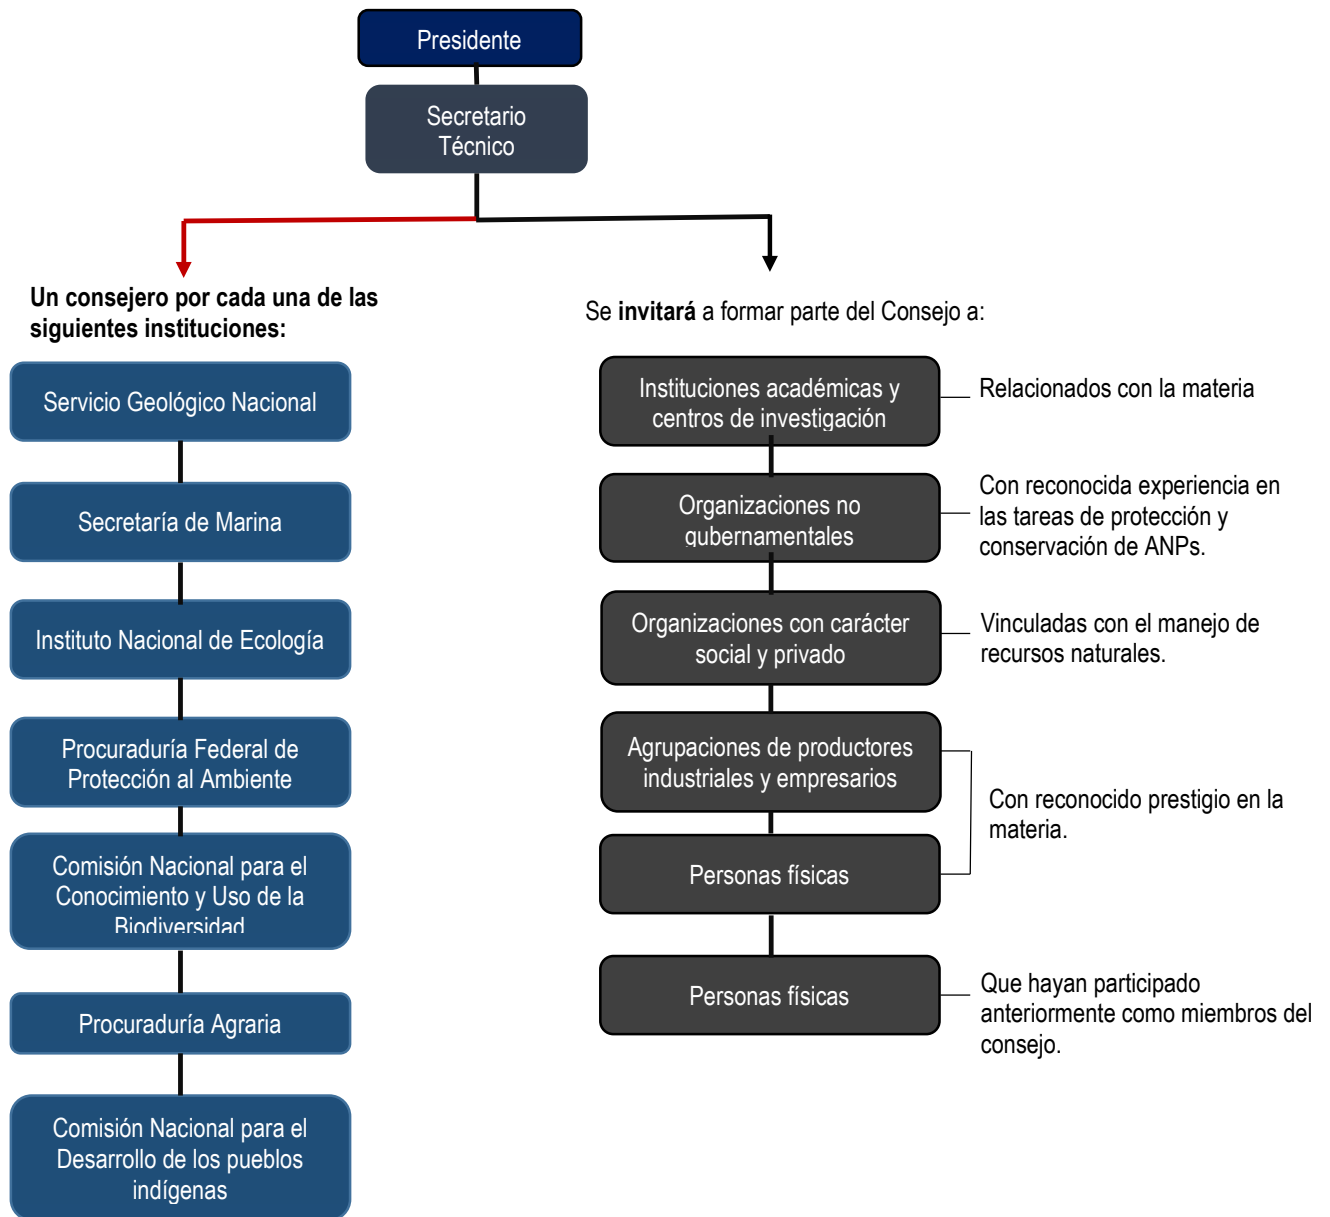 Presidente
Secretario
Técnico
Un consejero por cada una de las
siguientes instituciones:
Servicio Geológico Nacional
Secretaría de Marina
Instituto Nacional de Ecología
Procuraduría Federal de
Protección al Ambiente
Comisión Nacional para el
Conocimiento y Uso de la
Biodiversidad
Procuraduría Agraria
Comisión Nacional para el
Desarrollo de los pueblos
indígenas
Se invitará a formar parte del Consejo a:
Instituciones académicas y
centros de investigación
Relacionados con la materia
Organizaciones no
gubernamentales
Con reconocida experiencia en
las tareas de protección y
conservación de ANPs.
Organizaciones con carácter
social y privado
Vinculadas con el manejo de
recursos naturales.
Agrupaciones de productores
industriales y empresarios
Personas físicas
Con reconocido prestigio en la
materia.
Personas físicas
Que hayan participado
anteriormente como miembros del
consejo.